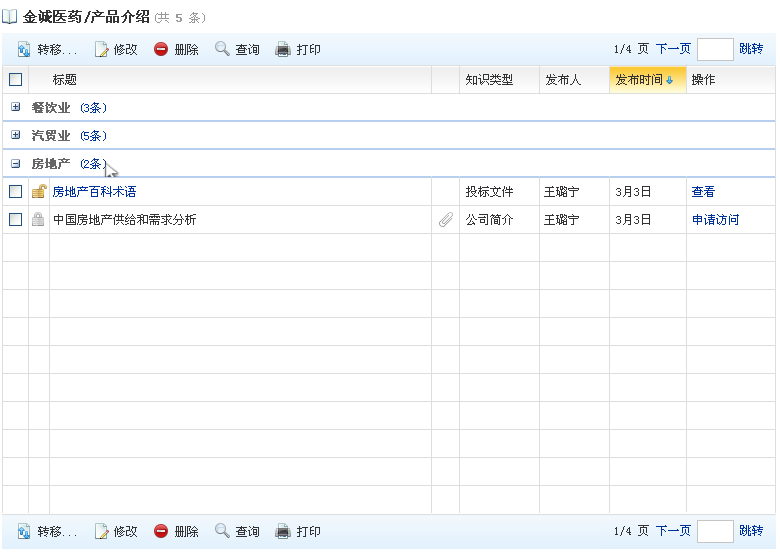 金诚医药/产品介绍 (共 5 条)
转移... 修改 删除 查询 打印 1/4 页 下一页 跳转
标题 知识类型 发布人 发布时间 操作
餐饮业 (3条)
汽贸业 (5条)
房地产 (2条)
房地产百科术语 投标文件 王璐宁 3月3日 查看
中国房地产供给和需求分析 公司简介 王璐宁 3月3日 申请访问
转移... 修改 删除 查询 打印 1/4 页 下一页 跳转